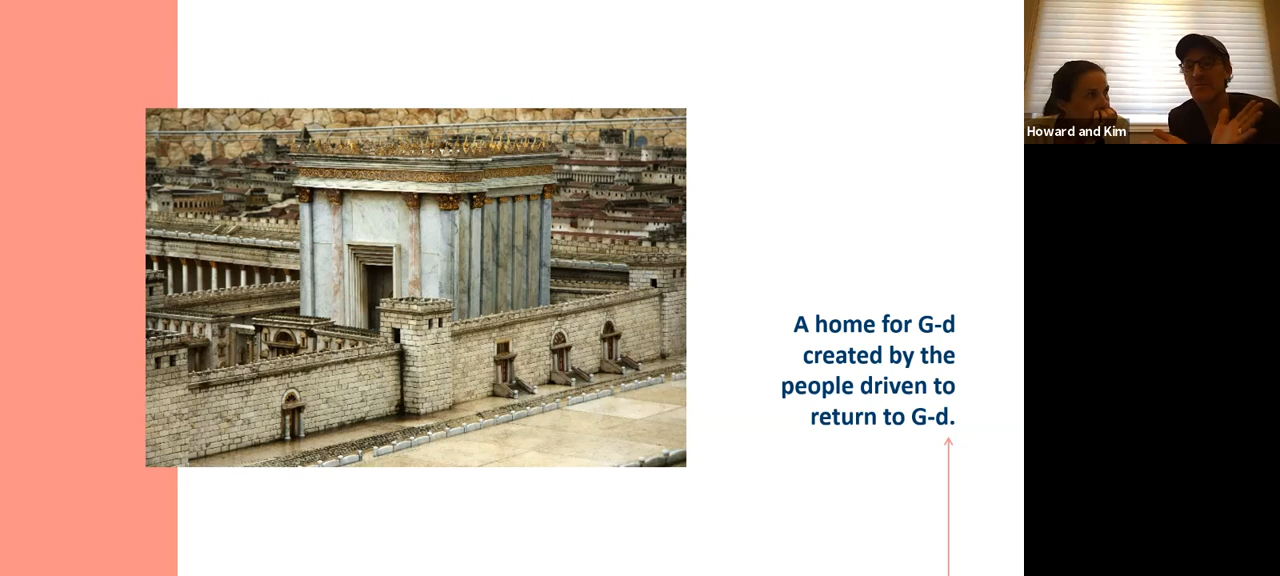 Howard and Kim
A home for G-d
created by the
people driven to
return to G-d.